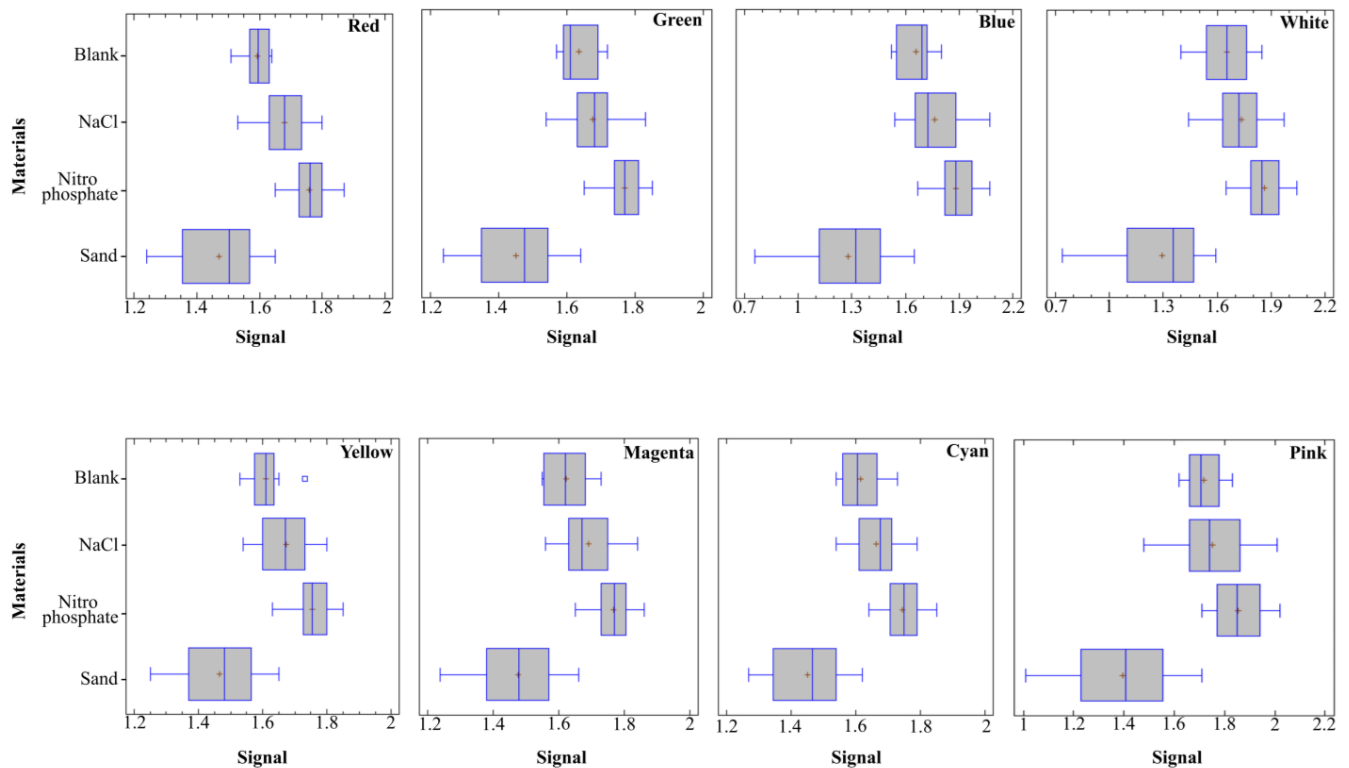 Red
Green
Blue
White
Materials
Blank
NaCl
Nitro
phosphate
Sand
1.2 1.4 1.6 1.8 2
1.2 1.4 1.6 1.8 2
0.7 1 1.3 1.6 1.9 2.2
0.7 1 1.3 1.6 1.9 2.2
Signal
Signal
Signal
Signal
Yellow
Magenta
Cyan
Pink
Materials
Blank
NaCl
Nitro
phosphate
Sand
1.2 1.4 1.6 1.8 2
1.2 1.4 1.6 1.8 2
1.2 1.4 1.6 1.8 2
1 1.2 1.4 1.6 1.8 2 2.2
Signal
Signal
Signal
Signal